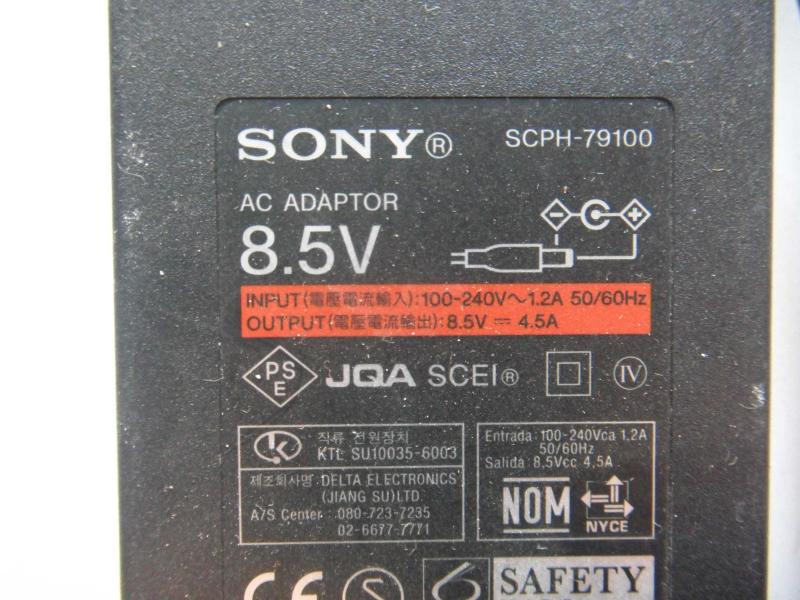 SONY®
SCPH-79100
AC ADAPTOR
8.5V
INPUT(電壓電流輸入):100-240V～1.2A 50/60Hz
OUTPUT(電壓電流輸出):8.5V ⎓ 4.5A
PS
E
JQA SCEI® IV
직류 전원장치
KTL SU10035-6003
제조회사명:DELTA ELECTRONICS
(JIANG SU)LTD
A/S Center :080-723-7235
02-6677-7771
Entrada:100-240Vca 1.2A
50/60Hz
Salida:8.5Vcc 4.5A
NOM
NYCE
CE
S
SAFETY